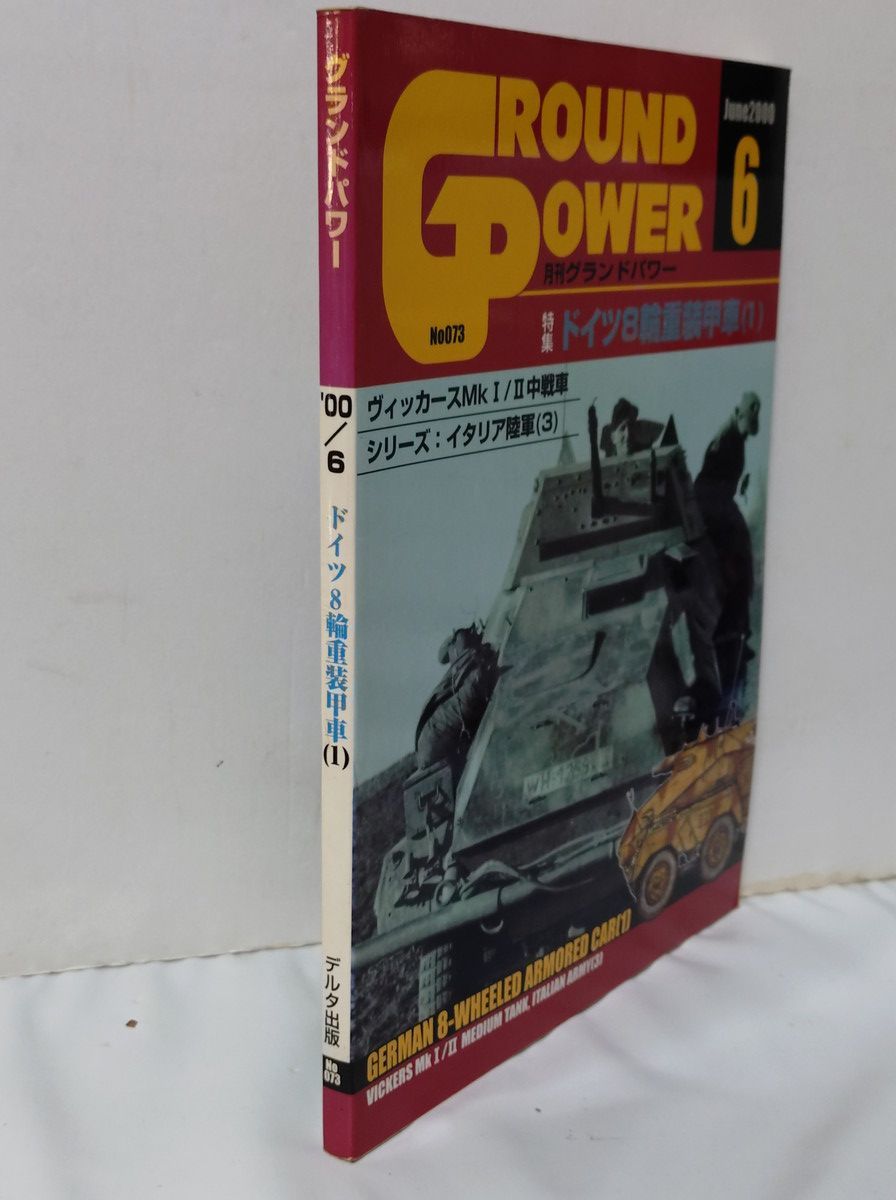 グランドパワー
'00/6
ドイツ8輪重装甲車(1)
デルタ出版
No
073
GROUND
POWER
月刊グランドパワー
No073
June2000
6
特集
ドイツ8輪重装甲車(1)
ヴィッカースMk I/II中戦車
シリーズ:イタリア陸軍(3)
GERMAN 8-WHEELED ARMORED CAR(1)
VICKERS Mk I/II MEDIUM TANK, ITALIAN ARMY(3)